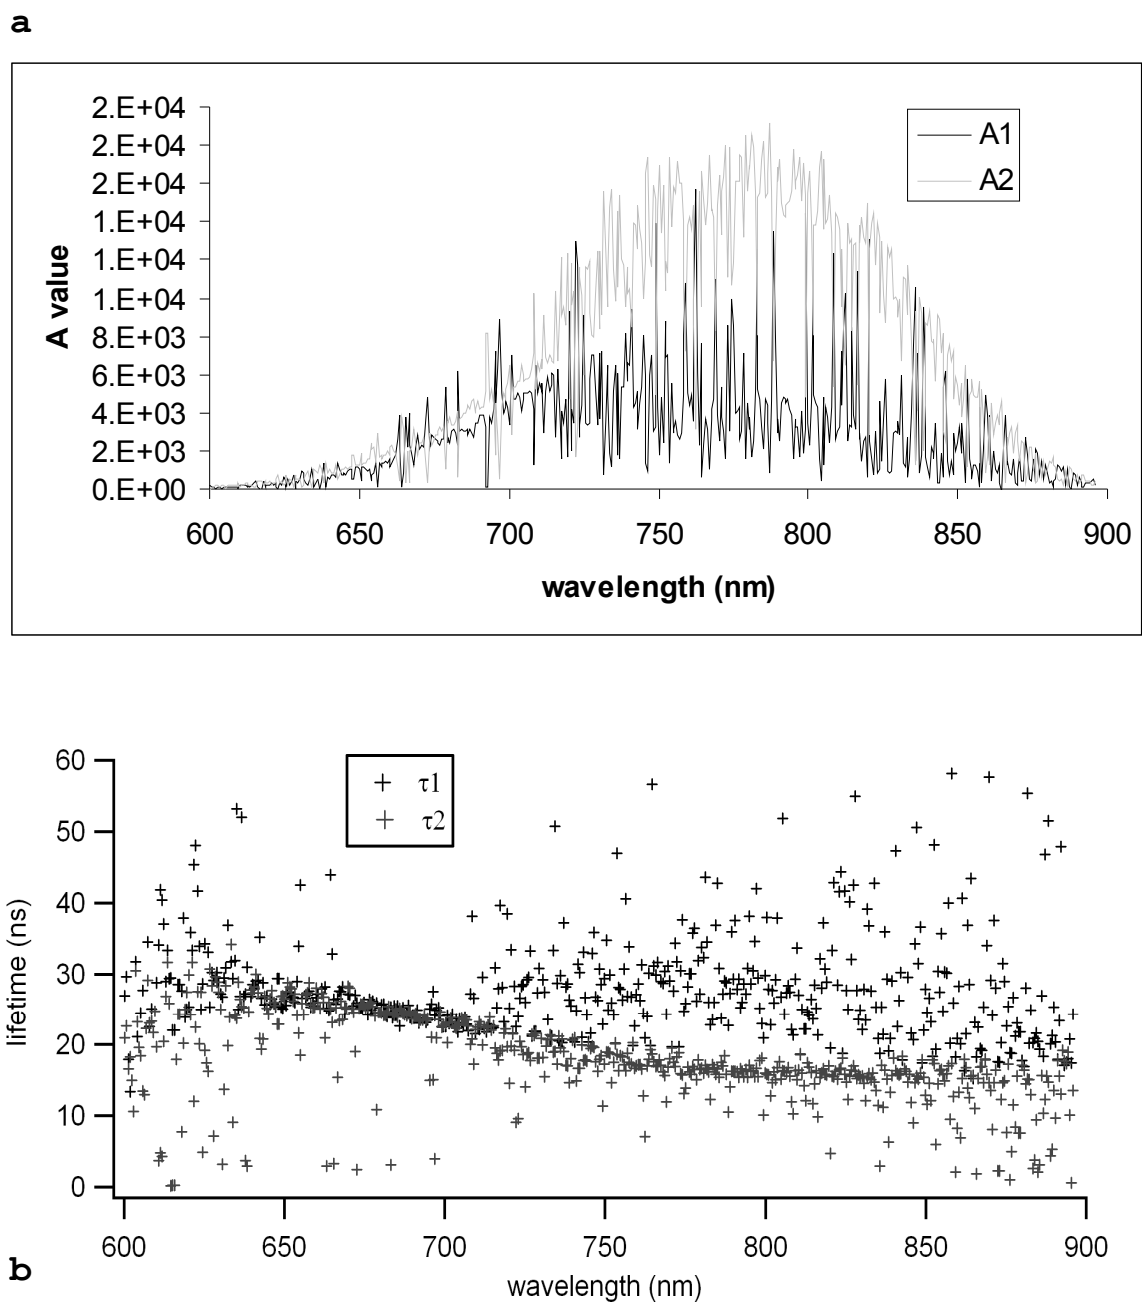 a
2.E+04
2.E+04
2.E+04
1.E+04
1.E+04
1.E+04
8.E+03
6.E+03
4.E+03
2.E+03
0.E+00
A value
A1
A2
600 650 700 750 800 850 900
wavelength (nm)
60
50
40
30
20
10
0
lifetime (ns)
τ1
τ2
600 650 700 750 800 850 900
wavelength (nm)
b